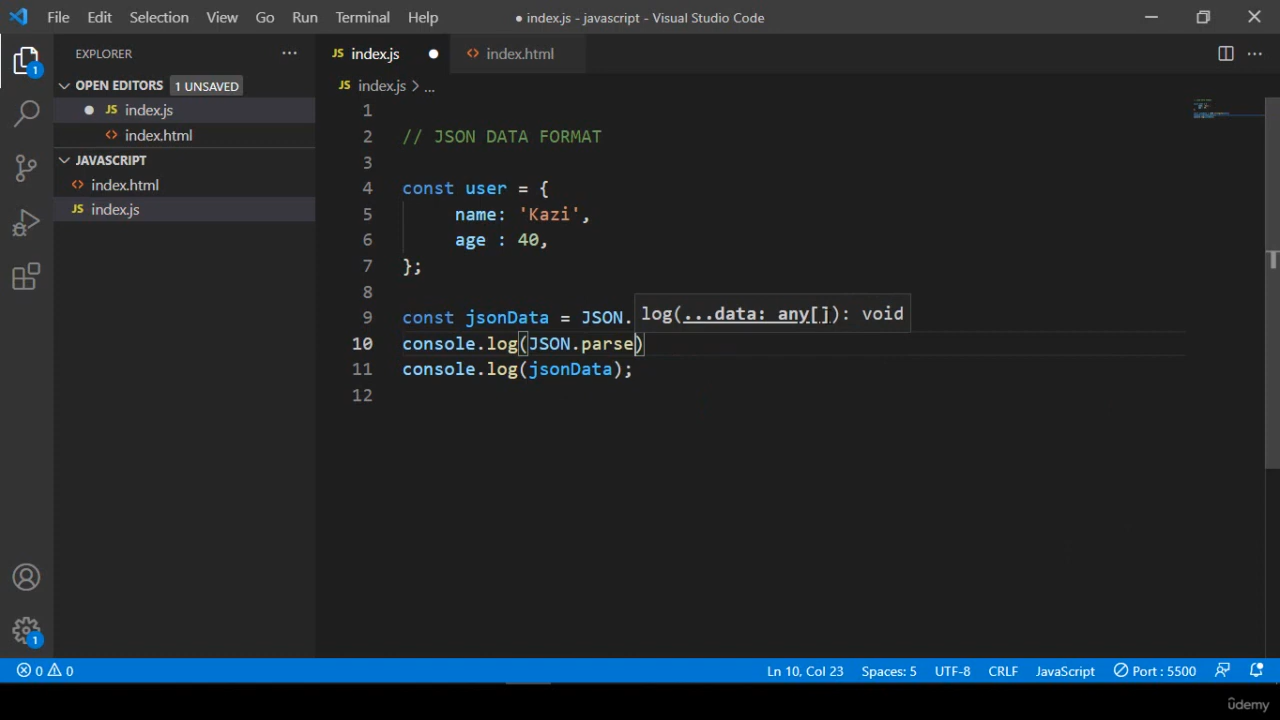 File Edit Selection View Go Run Terminal Help ● index.js - javascript - Visual Studio Code
EXPLORER
OPEN EDITORS 1 UNSAVED
● JS index.js
<> index.html
JAVASCRIPT
<> index.html
JS index.js
1
1
JS index.js ● <> index.html
JS index.js > ...
1
2 // JSON DATA FORMAT
3
4 const user = {
5 name: 'Kazi',
6 age : 40,
7 };
8
9 const jsonData = JSON.
log(...data: any[]): void
10 console.log(JSON.parse)
11 console.log(jsonData);
12
0 0 Ln 10, Col 23 Spaces: 5 UTF-8 CRLF JavaScript Port : 5500
ûdemy